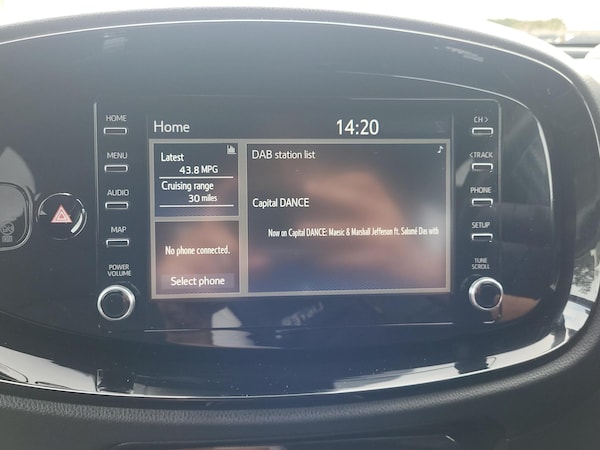 HOME
MENU
AUDIO
MAP
POWER
VOLUME
Home
14:20
Latest
43.8 MPG
Cruising range
30 miles
No phone connected.
Select phone
DAB station list
Capital DANCE
Now on Capital DANCE: Maesic & Marshall Jefferson ft. Salomé Das with
CH >
< TRACK
PHONE
SETUP
TUNE
SCROLL